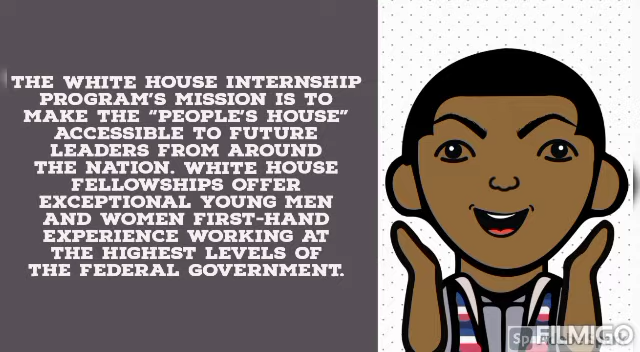 THE WHITE HOUSE INTERNSHIP
PROGRAM'S MISSION IS TO
MAKE THE "PEOPLE'S HOUSE"
ACCESSIBLE TO FUTURE
LEADERS FROM AROUND
THE NATION. WHITE HOUSE
FELLOWSHIPS OFFER
EXCEPTIONAL YOUNG MEN
AND WOMEN FIRST-HAND
EXPERIENCE WORKING AT
THE HIGHEST LEVELS OF
THE FEDERAL GOVERNMENT.
FILMIGO